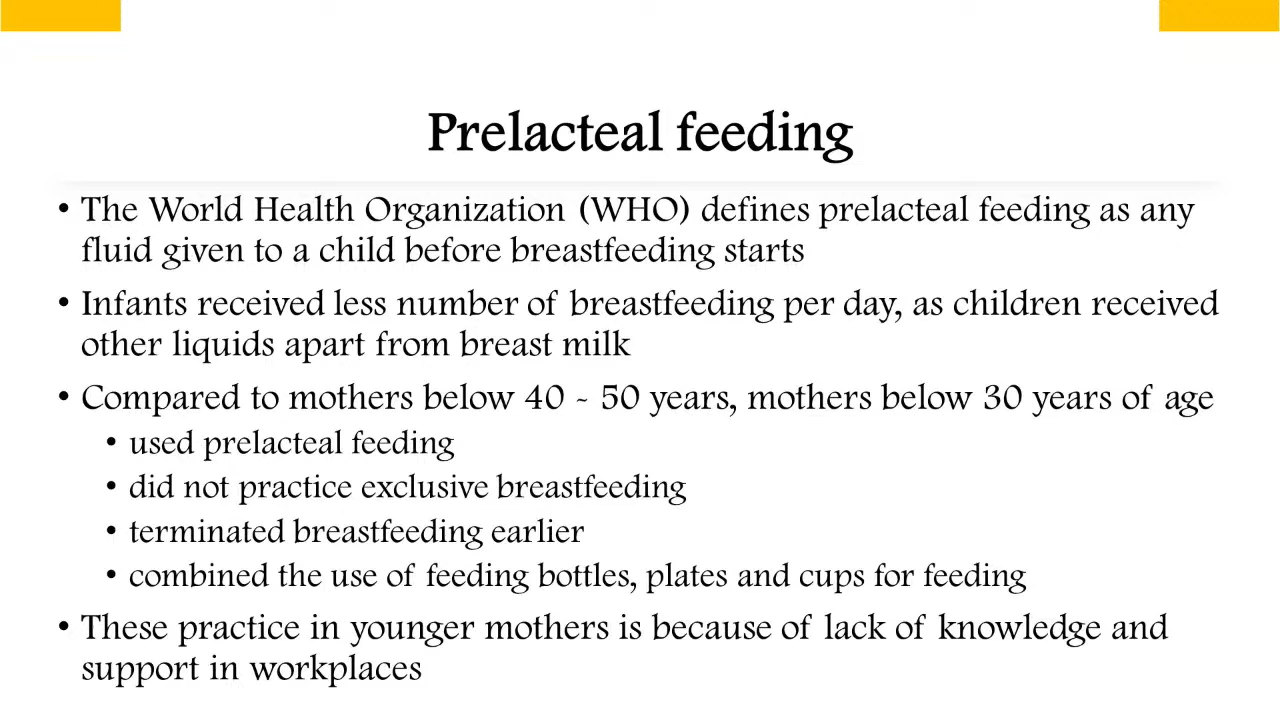 Prelacteal feeding
• The World Health Organization (WHO) defines prelacteal feeding as any
fluid given to a child before breastfeeding starts
• Infants received less number of breastfeeding per day, as children received
other liquids apart from breast milk
• Compared to mothers below 40 - 50 years, mothers below 30 years of age
• used prelacteal feeding
• did not practice exclusive breastfeeding
• terminated breastfeeding earlier
• combined the use of feeding bottles, plates and cups for feeding
• These practice in younger mothers is because of lack of knowledge and
support in workplaces